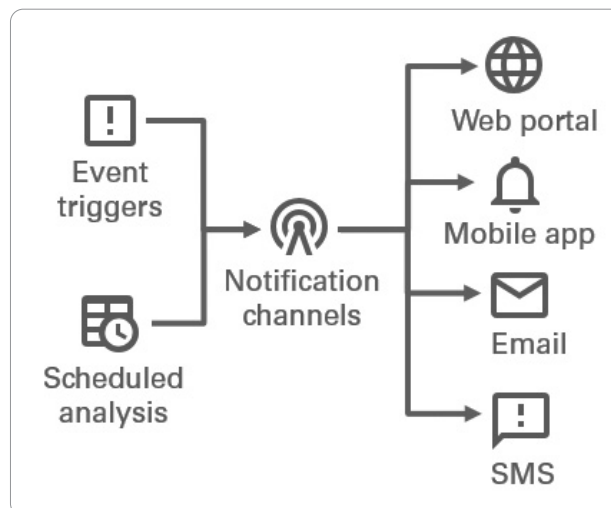 Event
triggers
Scheduled
analysis
Notification
channels
Web portal
Mobile app
Email
SMS